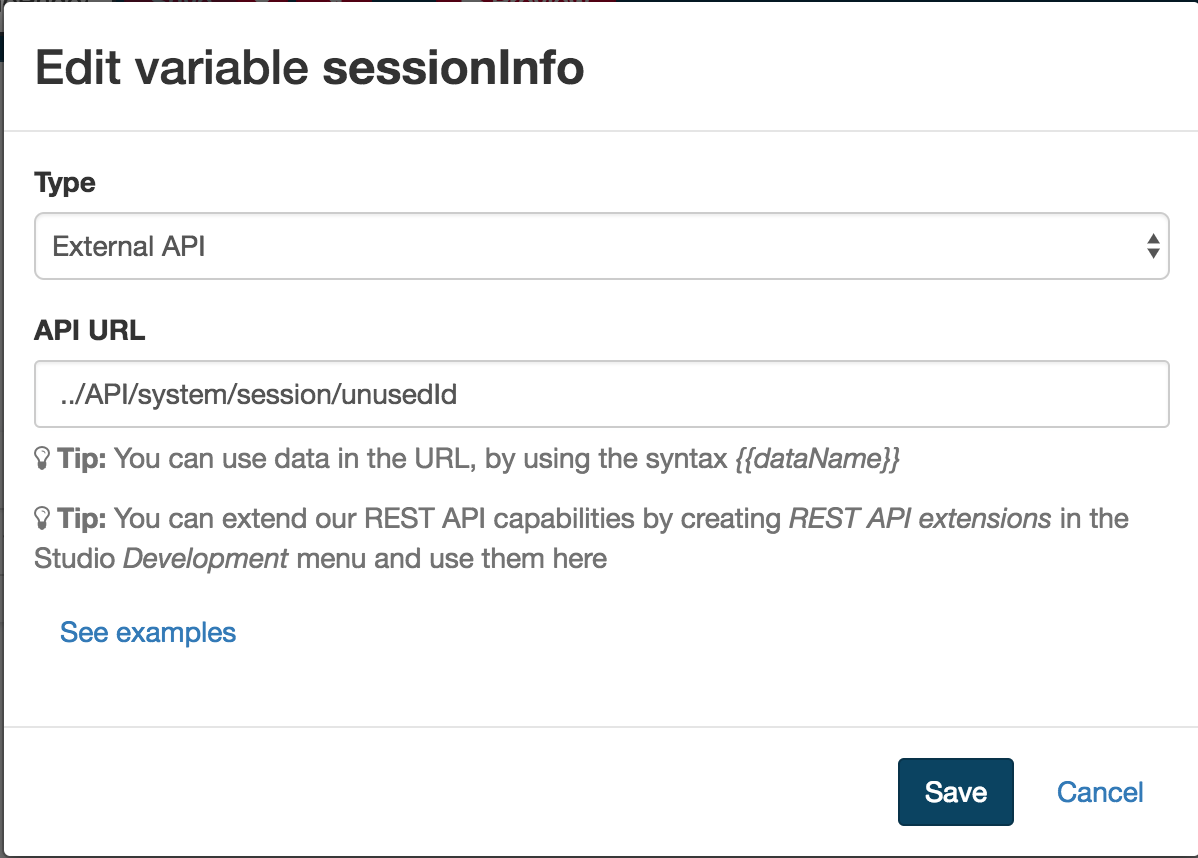 Edit variable sessionInfo
Type
External API
API URL
../API/system/session/unusedId
Tip: You can use data in the URL, by using the syntax {{dataName}}
Tip: You can extend our REST API capabilities by creating REST API extensions in the
Studio Development menu and use them here
See examples
Save
Cancel